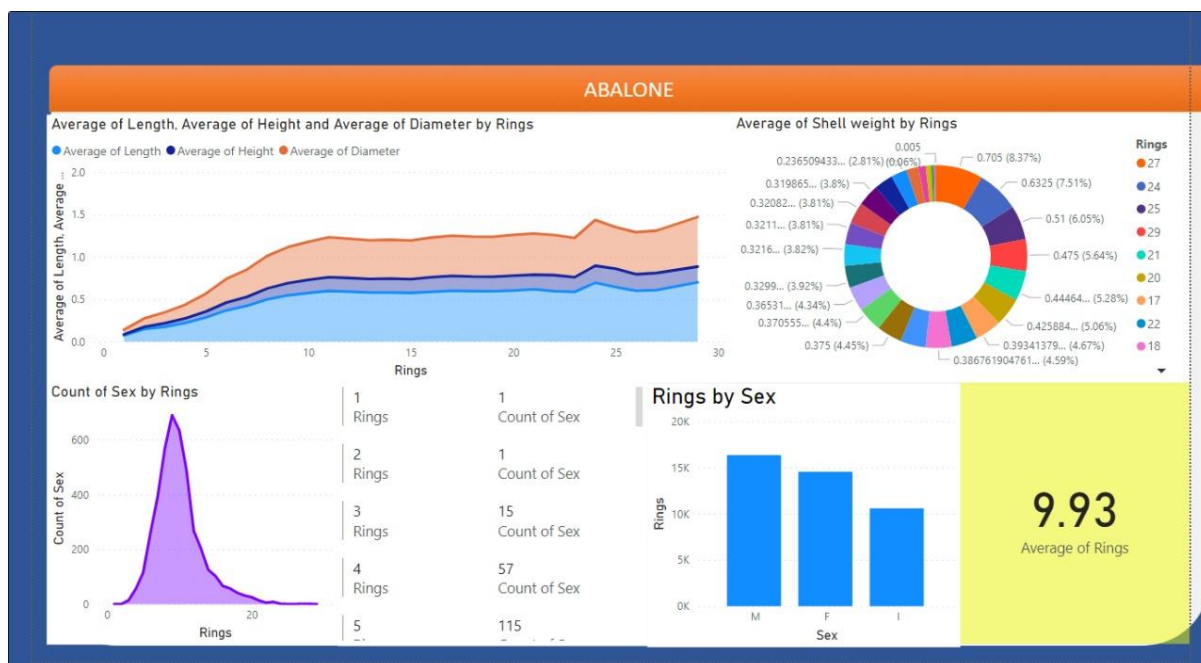 ABALONE
Average of Length, Average of Height and Average of Diameter by Rings
Average of Length Average of Height Average of Diameter
Average of Length, Average ...
2.0
1.5
1.0
0.5
0.0
0 5 10 15 20 25 30
Rings
Average of Shell weight by Rings
0.005
(0.06%)
0.236509433... (2.81%)
0.319865... (3.8%)
0.32082... (3.81%)
0.3211... (3.81%)
0.3216... (3.82%)
0.3299... (3.92%)
0.36531... (4.34%)
0.370555... (4.4%)
0.375 (4.45%)
0.705 (8.37%)
0.6325 (7.51%)
0.51 (6.05%)
0.475 (5.64%)
0.44464... (5.28%)
0.425884... (5.06%)
0.39341379... (4.67%)
0.386761904761... (4.59%)
Rings
27
24
25
29
21
20
17
22
18
Count of Sex by Rings
Count of Sex
600
400
200
0
0 20
Rings
1 1
Rings Count of Sex
2 1
Rings Count of Sex
3 15
Rings Count of Sex
4 57
Rings Count of Sex
5 115
Rings by Sex
Rings
20K
15K
10K
5K
0K
M F I
Sex
9.93
Average of Rings